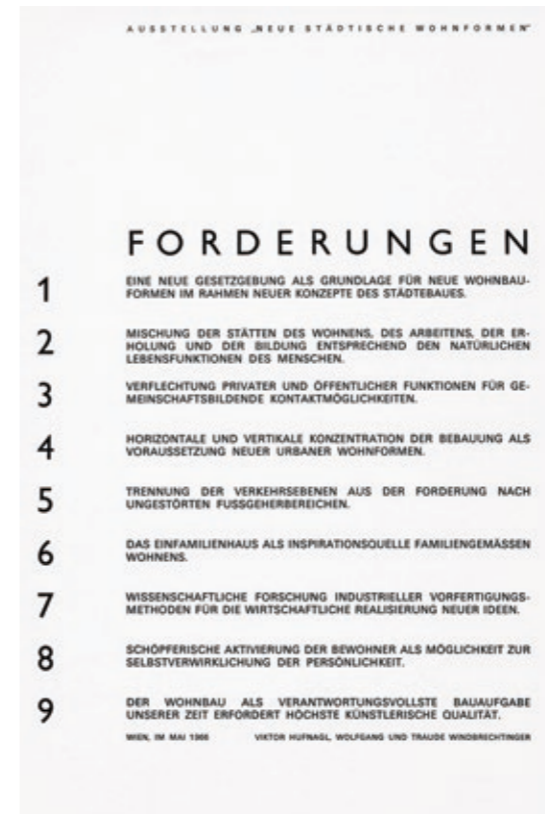 AUSSTELLUNG „NEUE STÄDTISCHE WOHNFORMEN“
FORDERUNGEN
1 EINE NEUE GESETZGEBUNG ALS GRUNDLAGE FÜR NEUE WOHNBAU-
FORMEN IM RAHMEN NEUER KONZEPTE DES STÄDTEBAUES.
2 MISCHUNG DER STÄTTEN DES WOHNENS, DES ARBEITENS, DER ER-
HOLUNG UND DER BILDUNG ENTSPRECHEND DEN NATÜRLICHEN
LEBENSFUNKTIONEN DES MENSCHEN.
3 VERFLECHTUNG PRIVATER UND ÖFFENTLICHER FUNKTIONEN FÜR GE-
MEINSCHAFTSBILDENDE KONTAKTMÖGLICHKEITEN.
4 HORIZONTALE UND VERTIKALE KONZENTRATION DER BEBAUUNG ALS
VORAUSSETZUNG NEUER URBANER WOHNFORMEN.
5 TRENNUNG DER VERKEHRSEBENEN AUS DER FORDERUNG NACH
UNGESTÖRTEN FUSSGEHERBEREICHEN.
6 DAS EINFAMILIENHAUS ALS INSPIRATIONSQUELLE FAMILIENGEMÄSSEN
WOHNENS.
7 WISSENSCHAFTLICHE FORSCHUNG INDUSTRIELLER VORFERTIGUNGS-
METHODEN FÜR DIE WIRTSCHAFTLICHE REALISIERUNG NEUER IDEEN.
8 SCHÖPFERISCHE AKTIVIERUNG DER BEWOHNER ALS MÖGLICHKEIT ZUR
SELBSTVERWIRKLICHUNG DER PERSÖNLICHKEIT.
9 DER WOHNBAU ALS VERANTWORTUNGSVOLLSTE BAUAUFGABE
UNSERER ZEIT ERFORDERT HÖCHSTE KÜNSTLERISCHE QUALITÄT.
WIEN, IM MAI 1966 VIKTOR HUFNAGL, WOLFGANG UND TRAUDE WINDBRECHTINGER